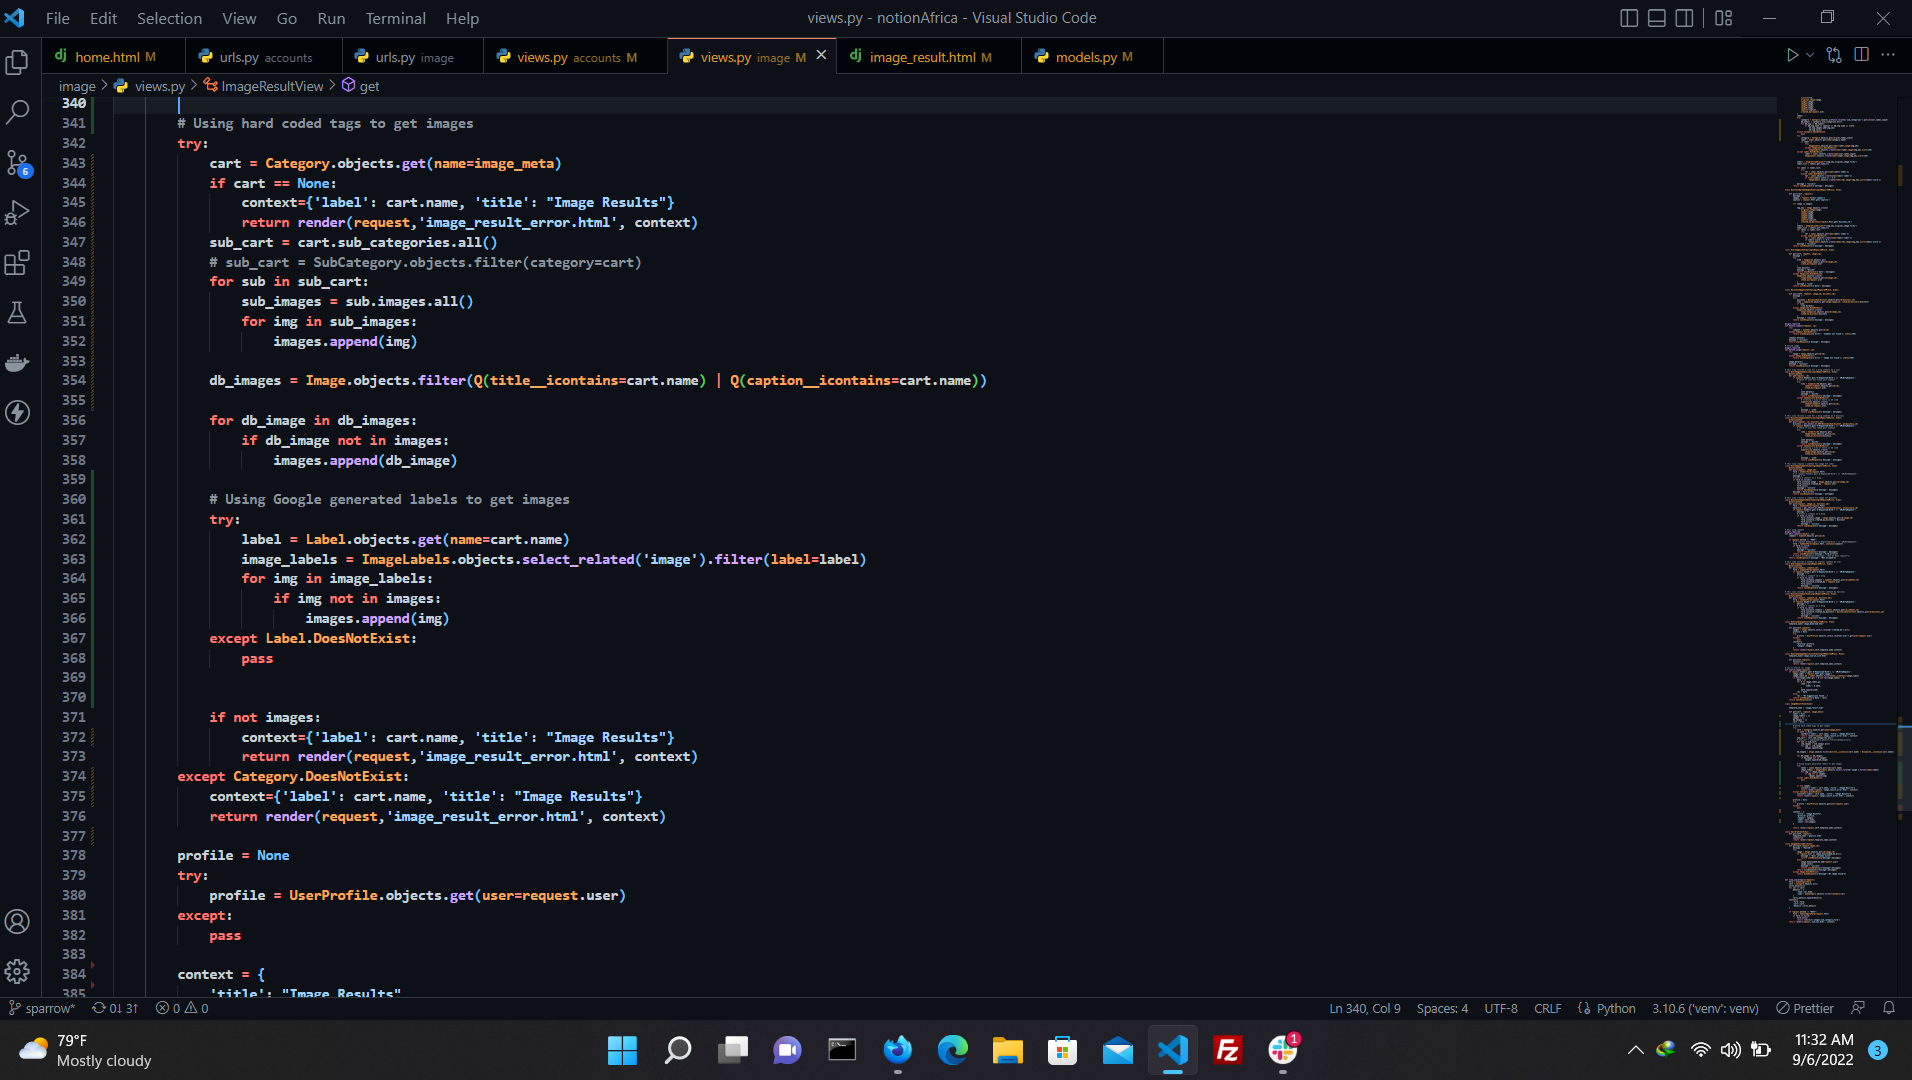 File Edit Selection View Go Run Terminal Help
views.py - notionAfrica - Visual Studio Code
home.html M urls.py accounts urls.py image views.py accounts M views.py image M image_result.html M models.py M
image > views.py > ImageResultView > get
340
341 # Using hard coded tags to get images
342 try:
343 cart = Category.objects.get(name=image_meta)
344 if cart == None:
345 context={'label': cart.name, 'title': "Image Results"}
346 return render(request,'image_result_error.html', context)
347 sub_cart = cart.sub_categories.all()
348 # sub_cart = SubCategory.objects.filter(category=cart)
349 for sub in sub_cart:
350 sub_images = sub.images.all()
351 for img in sub_images:
352 images.append(img)
353
354 db_images = Image.objects.filter(Q(title__icontains=cart.name) | Q(caption__icontains=cart.name))
355
356 for db_image in db_images:
357 if db_image not in images:
358 images.append(db_image)
359
360 # Using Google generated labels to get images
361 try:
362 label = Label.objects.get(name=cart.name)
363 image_labels = ImageLabels.objects.select_related('image').filter(label=label)
364 for img in image_labels:
365 if img not in images:
366 images.append(img)
367 except Label.DoesNotExist:
368 pass
369
370
371 if not images:
372 context={'label': cart.name, 'title': "Image Results"}
373 return render(request,'image_result_error.html', context)
374 except Category.DoesNotExist:
375 context={'label': cart.name, 'title': "Image Results"}
376 return render(request,'image_result_error.html', context)
377
378 profile = None
379 try:
380 profile = UserProfile.objects.get(user=request.user)
381 except:
382 pass
383
384 context = {
385 'title': "Image Results"
6
sparrow* 0↓ 3↑ 0 0 Ln 340, Col 9 Spaces: 4 UTF-8 CRLF Python 3.10.6 ('venv': venv) Prettier
79°F
Mostly cloudy
Fz
1
11:32 AM
9/6/2022
3